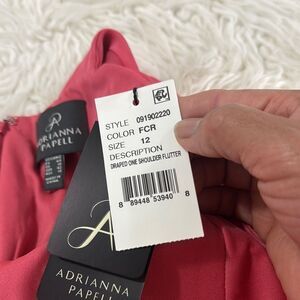 STYLE 091902220
COLOR FCR
SIZE 12
DESCRIPTION
DRAPED ONE SHOULDER FLUTTER
8 89448 53940 8
ADRIANNA
PAPELL
A
ADRIANNA
PAPELL